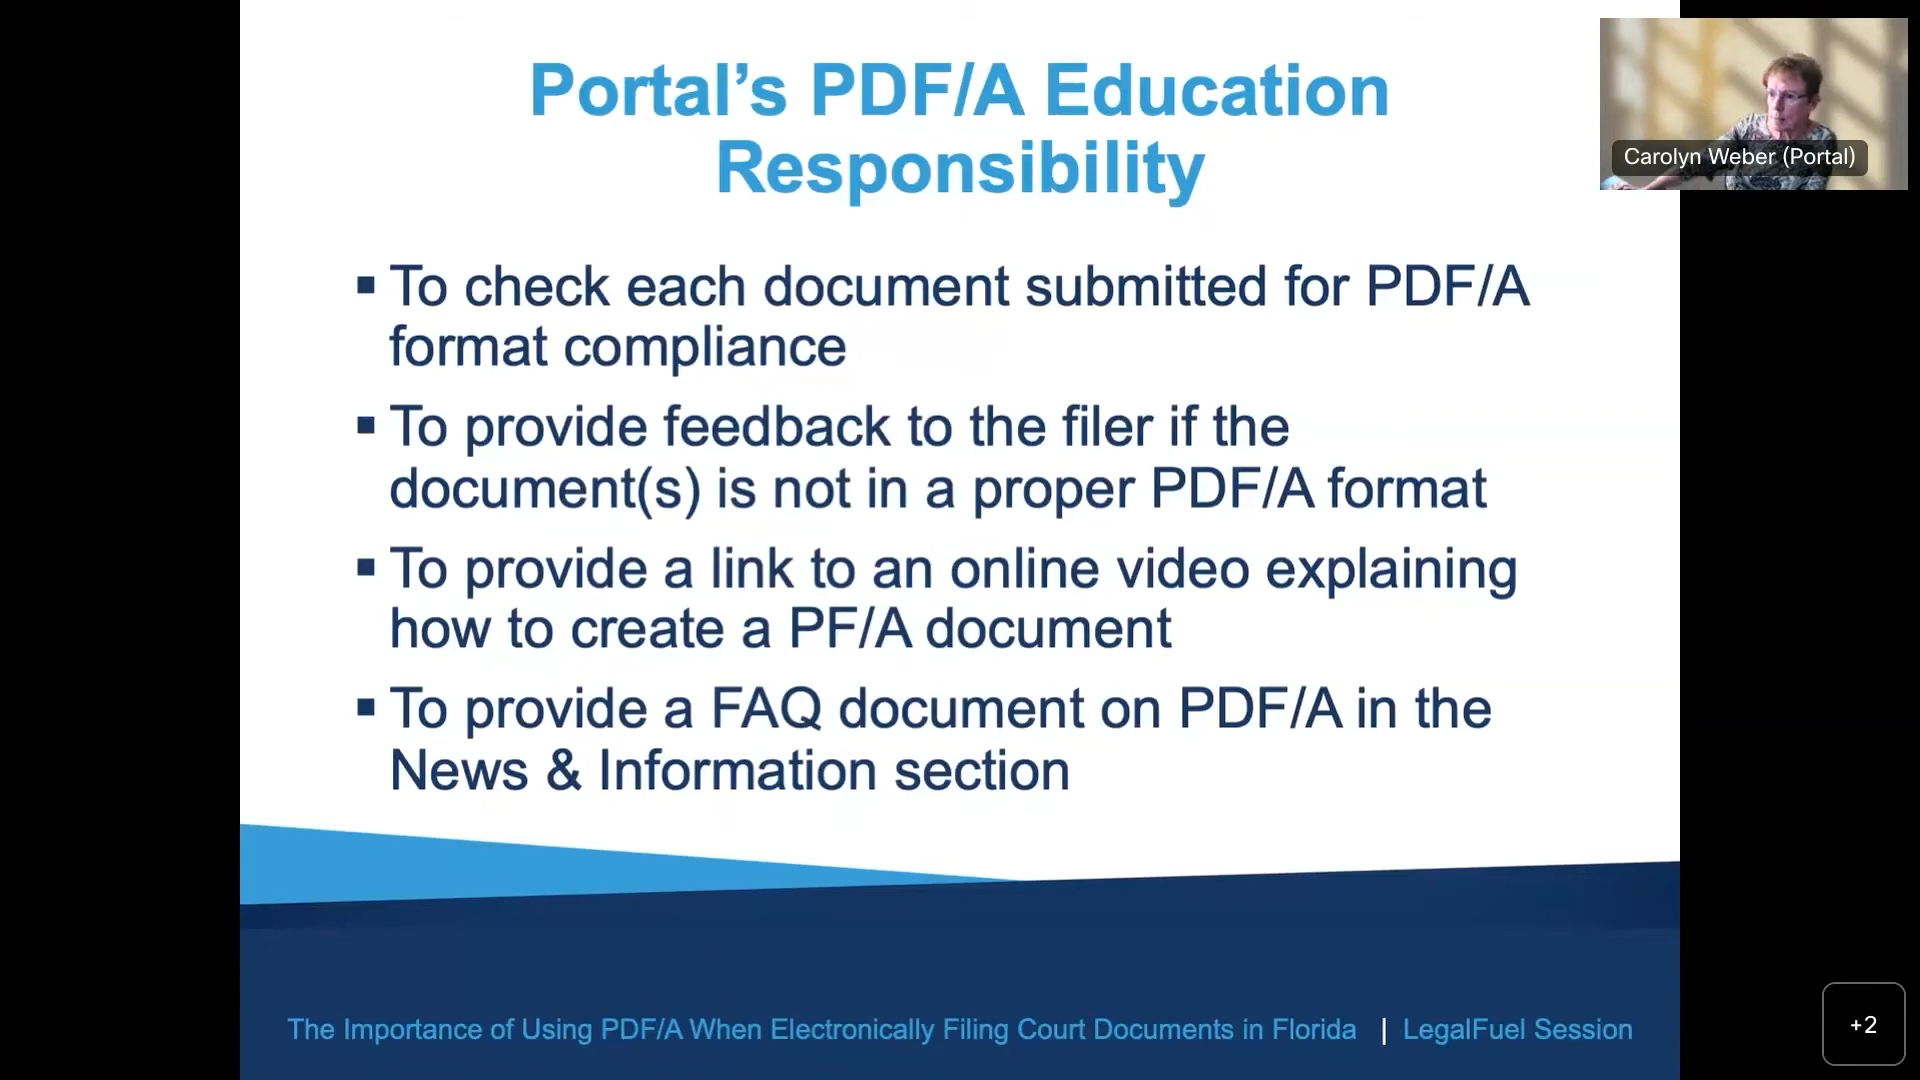 Portal’s PDF/A Education
Responsibility
Carolyn Weber (Portal)
▪ To check each document submitted for PDF/A
format compliance
▪ To provide feedback to the filer if the
document(s) is not in a proper PDF/A format
▪ To provide a link to an online video explaining
how to create a PF/A document
▪ To provide a FAQ document on PDF/A in the
News & Information section
The Importance of Using PDF/A When Electronically Filing Court Documents in Florida | LegalFuel Session
+2